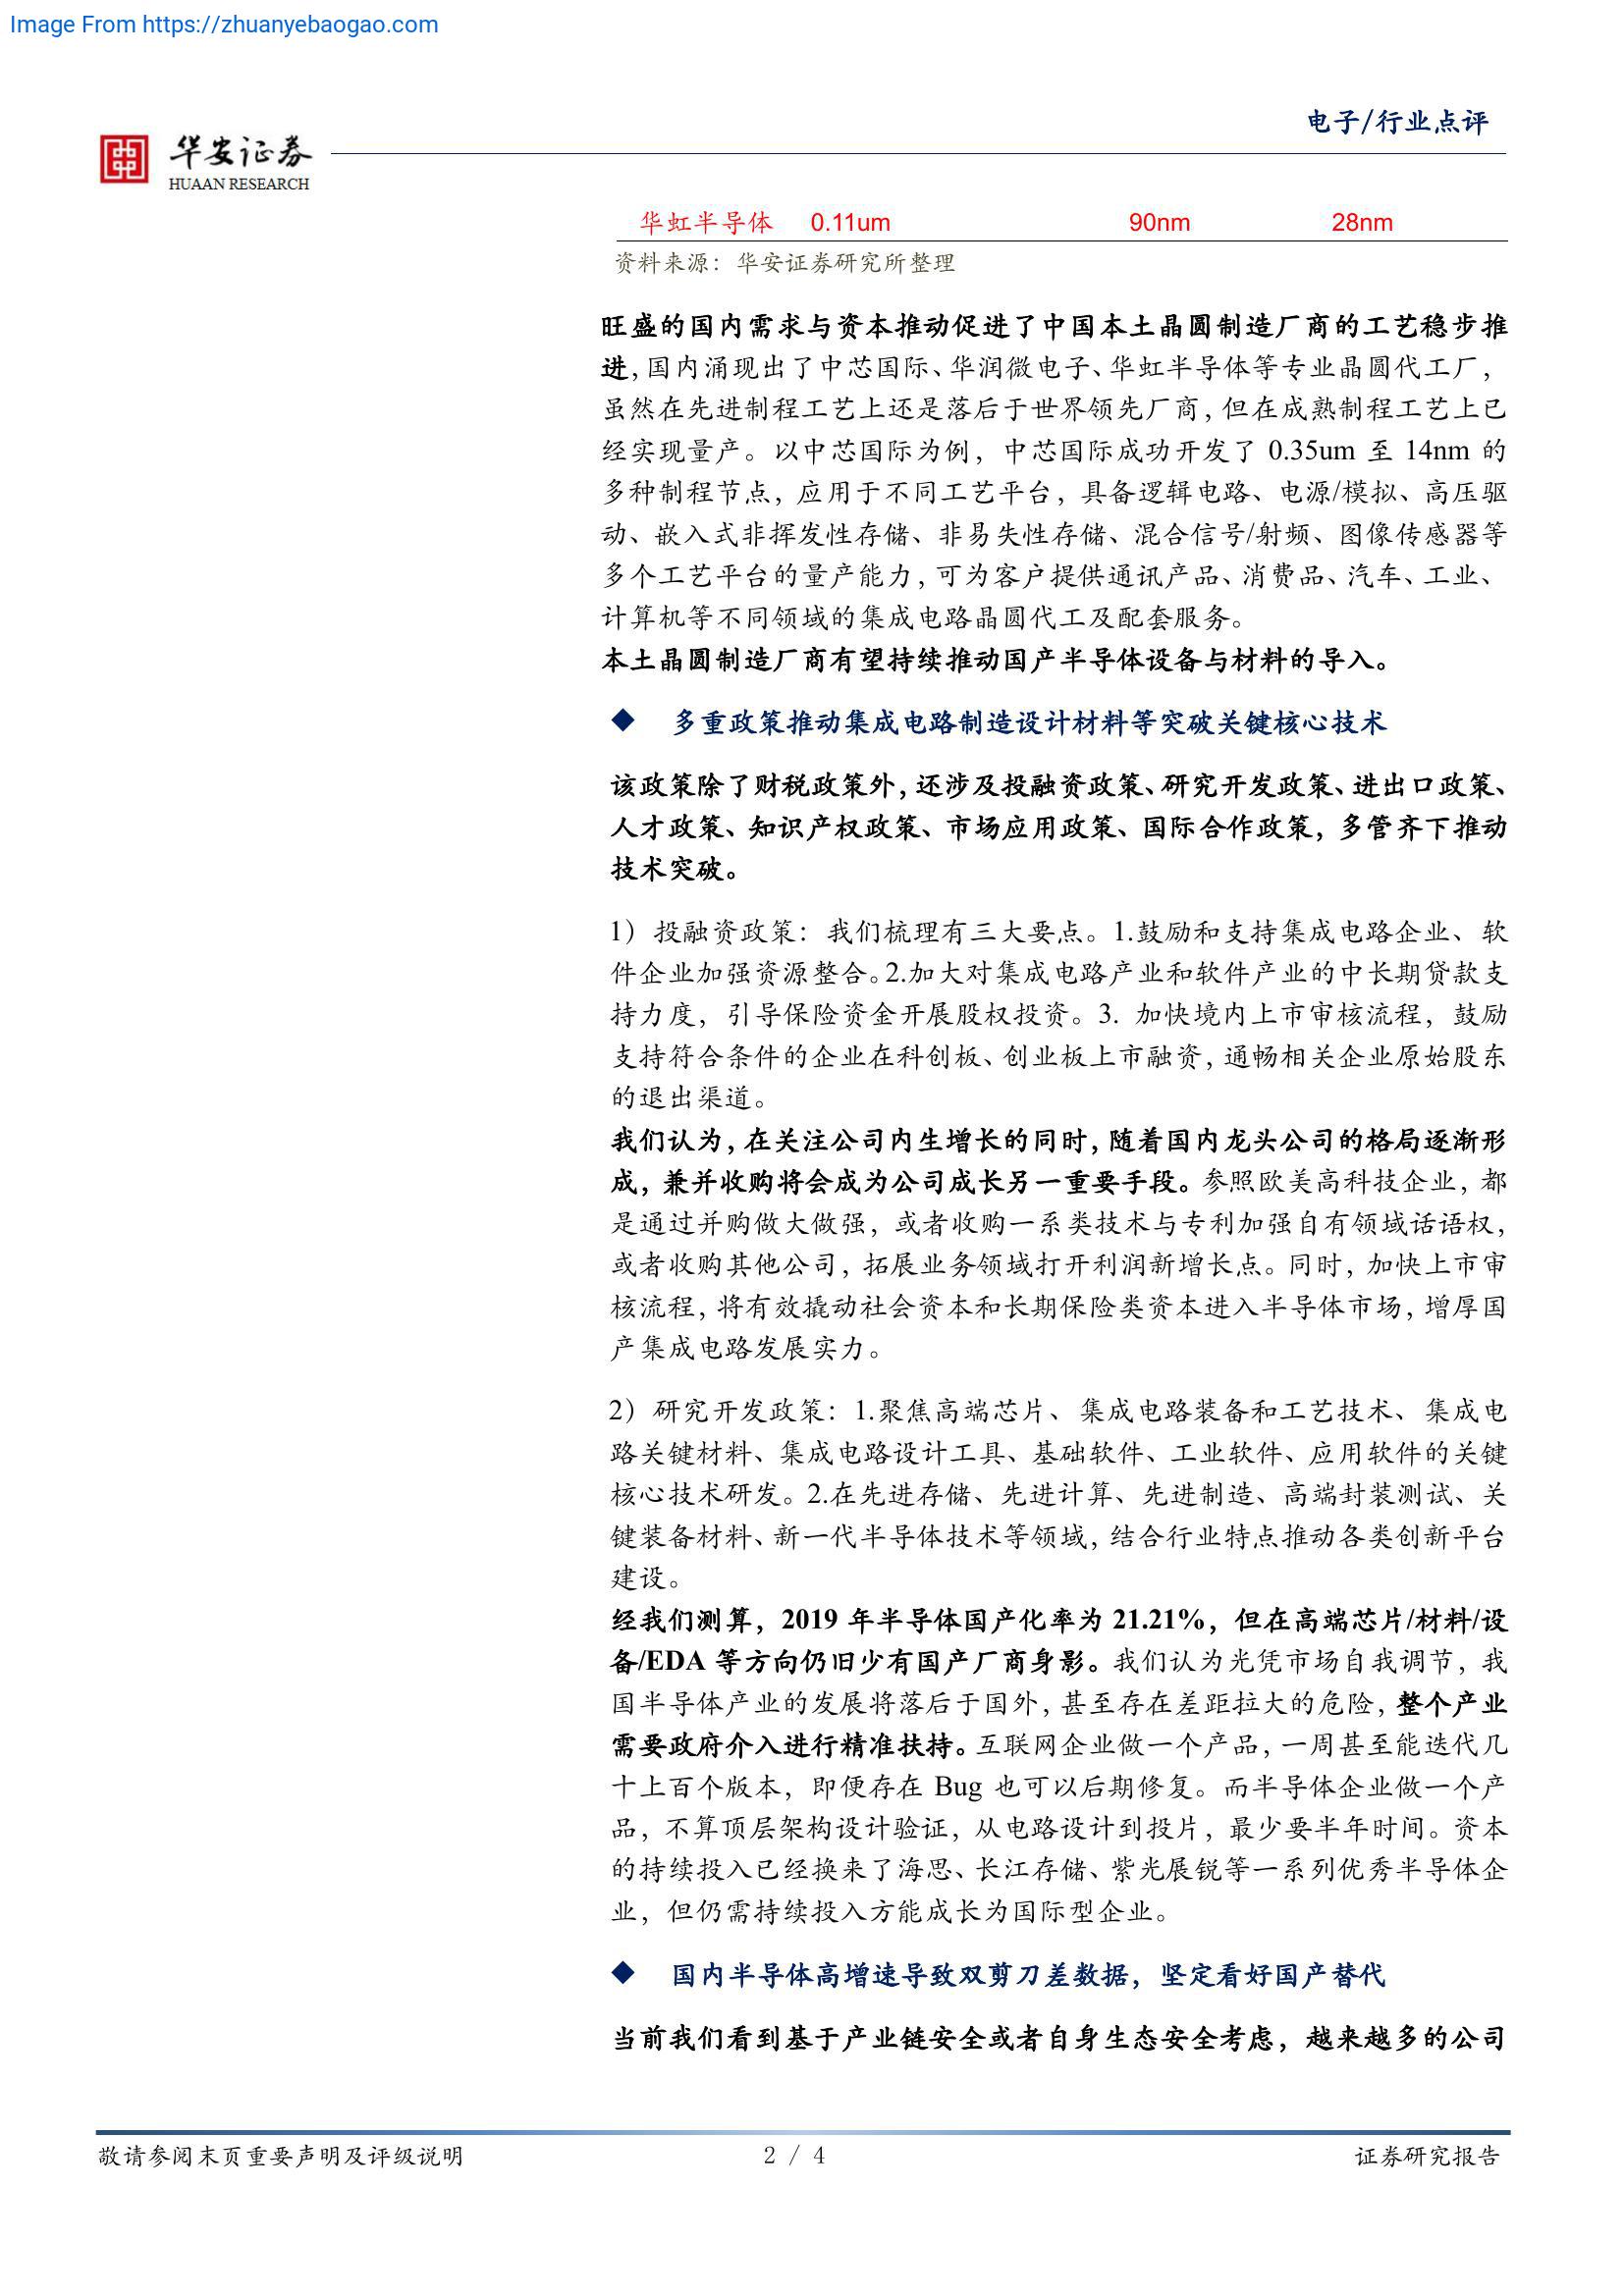 Image From https://zhuanyebaogao.com
电子/行业点评
华安证券
HUAAN RESEARCH
华虹半导体 0.11um 90nm 28nm
资料来源：华安证券研究所整理
旺盛的国内需求与资本推动促进了中国本土晶圆制造厂商的工艺稳步推
进，国内涌现出了中芯国际、华润微电子、华虹半导体等专业晶圆代工厂，
虽然在先进制程工艺上还是落后于世界领先厂商，但在成熟制程工艺上已
经实现量产。以中芯国际为例，中芯国际成功开发了 0.35um 至 14nm 的
多种制程节点，应用于不同工艺平台，具备逻辑电路、电源/模拟、高压驱
动、嵌入式非挥发性存储、非易失性存储、混合信号/射频、图像传感器等
多个工艺平台的量产能力，可为客户提供通讯产品、消费品、汽车、工业、
计算机等不同领域的集成电路晶圆代工及配套服务。
本土晶圆制造厂商有望持续推动国产半导体设备与材料的导入。
◆ 多重政策推动集成电路制造设计材料等突破关键核心技术
该政策除了财税政策外，还涉及投融资政策、研究开发政策、进出口政策、
人才政策、知识产权政策、市场应用政策、国际合作政策，多管齐下推动
技术突破。
1）投融资政策：我们梳理有三大要点。1.鼓励和支持集成电路企业、软
件企业加强资源整合。2.加大对集成电路产业和软件产业的中长期贷款支
持力度，引导保险资金开展股权投资。3. 加快境内上市审核流程，鼓励
支持符合条件的企业在科创板、创业板上市融资，通畅相关企业原始股东
的退出渠道。
我们认为，在关注公司内生增长的同时，随着国内龙头公司的格局逐渐形
成，兼并收购将会成为公司成长另一重要手段。参照欧美高科技企业，都
是通过并购做大做强，或者收购一系类技术与专利加强自有领域话语权，
或者收购其他公司，拓展业务领域打开利润新增长点。同时，加快上市审
核流程，将有效撬动社会资本和长期保险类资本进入半导体市场，增厚国
产集成电路发展实力。
2）研究开发政策：1.聚焦高端芯片、集成电路装备和工艺技术、集成电
路关键材料、集成电路设计工具、基础软件、工业软件、应用软件的关键
核心技术研发。2.在先进存储、先进计算、先进制造、高端封装测试、关
键装备材料、新一代半导体技术等领域，结合行业特点推动各类创新平台
建设。
经我们测算，2019 年半导体国产化率为 21.21%，但在高端芯片/材料/设
备/EDA 等方向仍旧少有国产厂商身影。我们认为光凭市场自我调节，我
国半导体产业的发展将落后于国外，甚至存在差距拉大的危险，整个产业
需要政府介入进行精准扶持。互联网企业做一个产品，一周甚至能迭代几
十上百个版本，即便存在 Bug 也可以后期修复。而半导体企业做一个产
品，不算顶层架构设计验证，从电路设计到投片，最少要半年时间。资本
的持续投入已经换来了海思、长江存储、紫光展锐等一系列优秀半导体企
业，但仍需持续投入方能成长为国际型企业。
◆ 国内半导体高增速导致双剪刀差数据，坚定看好国产替代
当前我们看到基于产业链安全或者自身生态安全考虑，越来越多的公司
敬请参阅末页重要声明及评级说明 2 / 4 证券研究报告